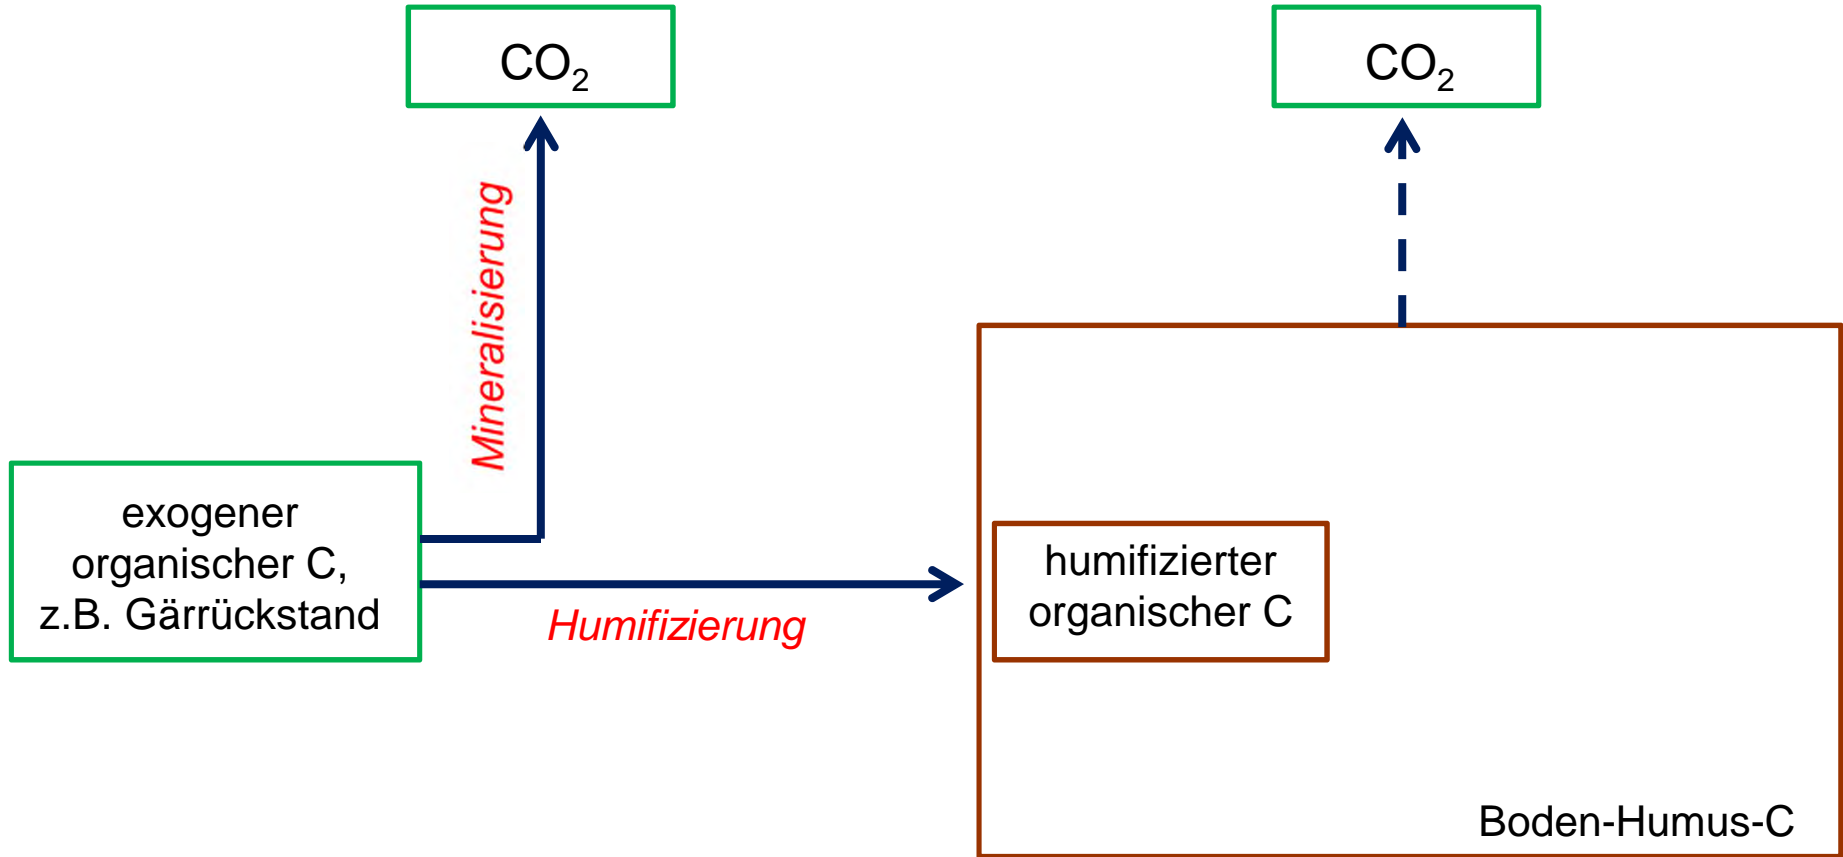 CO₂
CO₂
Mineralisierung
exogener
organischer C,
z.B. Gärrückstand
Humifizierung
humifizierter
organischer C
Boden-Humus-C